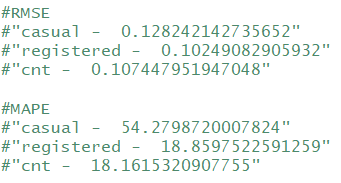 #RMSE
#"casual -  0.128242142735652"
#"registered -  0.10249082905932"
#"cnt -  0.107447951947048"
#MAPE
#"casual -  54.2798720007824"
#"registered - 18.8597522591259"
#"cnt - 18.1615320907755"